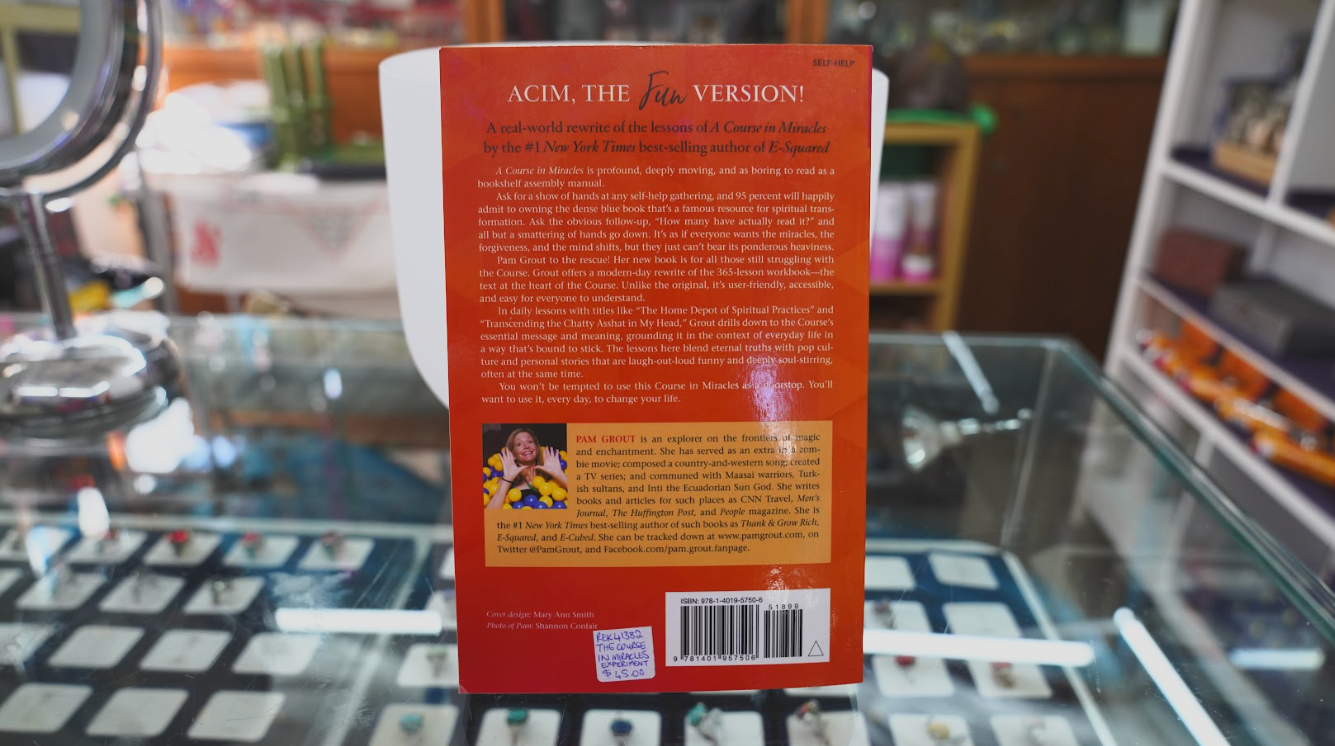 SELF-HELP
ACIM, THE Fun VERSION!
A real-world rewrite of the lessons of A Course in Miracles
by the #1 New York Times best-selling author of E-Squared
A Course in Miracles is profound, deeply moving, and as boring to read as a
bookshelf assembly manual.
Ask for a show of hands at any self-help gathering, and 95 percent will happily
admit to owning the dense blue book that's a famous resource for spiritual trans-
formation. Ask the obvious follow-up, "How many have actually read it?" and
all but a smattering of hands go down. It's as if everyone wants the miracles, the
forgiveness, and the mind shifts, but they just can't bear its ponderous heaviness.
Pam Grout to the rescue! Her new book is for all those still struggling with
the Course. Grout offers a modern-day rewrite of the 365-lesson workbook—the
text at the heart of the Course. Unlike the original, it's user-friendly, accessible,
and easy for everyone to understand.
In daily lessons with titles like "The Home Depot of Spiritual Practices" and
"Transcending the Chatty Asshat in My Head," Grout drills down to the Course's
essential message and meaning, grounding it in the context of everyday life in
a way that's bound to stick. The lessons here blend eternal truths with pop cul-
ture and personal stories that are laugh-out-loud funny and deeply soul-stirring,
often at the same time.
You won't be tempted to use this Course in Miracles as a doorstop. You'll
want to use it, every day, to change your life.
PAM GROUT is an explorer on the frontiers of magic
and enchantment. She has served as an extra in a zom-
bie movie; composed a country-and-western song; created
a TV series; and communed with Maasai warriors, Turk-
ish sultans, and Inti the Ecuadorian Sun God. She writes
books and articles for such places as CNN Travel, Men's
Journal, The Huffington Post, and People magazine. She is
the #1 New York Times best-selling author of such books as Thank & Grow Rich,
E-Squared, and E-Cubed. She can be tracked down at www.pamgrout.com, on
Twitter @PamGrout, and Facebook.com/pam.grout.fanpage.
Cover design: Mary Ann Smith
Photo of Pam: Shannon Confair
ISBN: 978-1-4019-5750-6
51899
9 781401 957506
REK41382
THE COURSE
IN MIRACLES
EXPERIMENT
$ 45.00